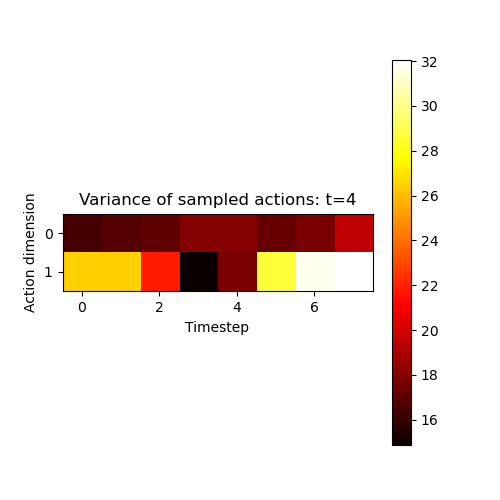 Variance of sampled actions: t=4
Action dimension
0
1
0 2 4 6
Timestep
32
30
28
26
24
22
20
18
16